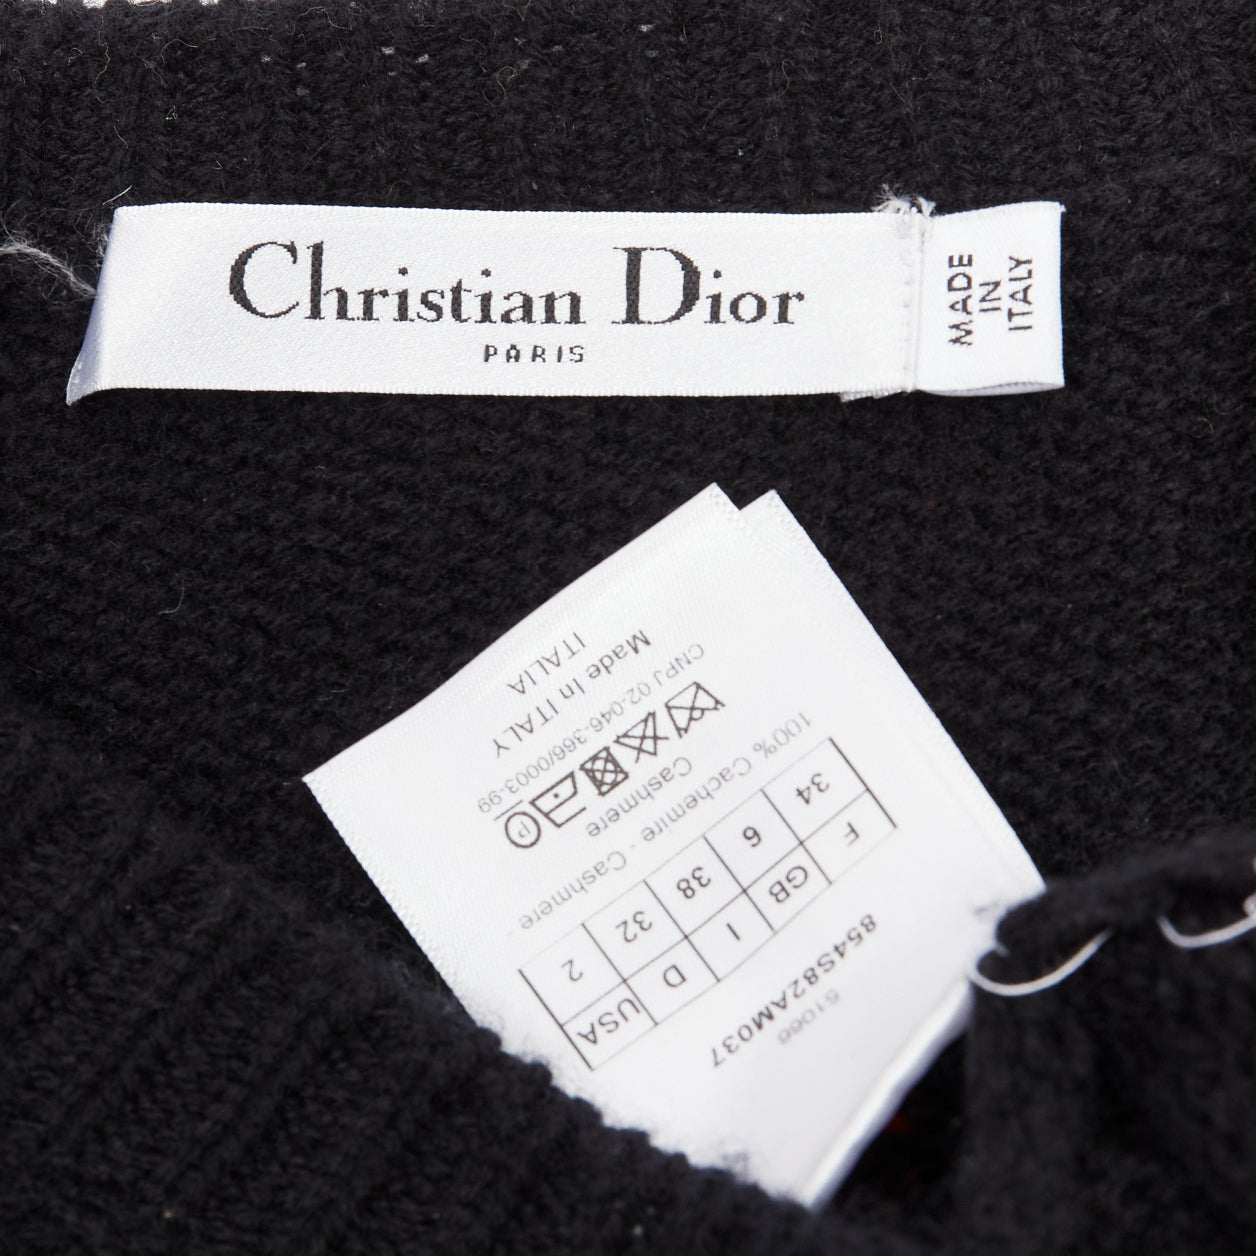 Christian Dior
PARIS
MADE
IN
ITALY
51066
854S82AM037
F GB I D USA
34 6 38 32 2
100% Cachemire - Cashmere -
Cashmere
P
CNPJ 02-046-366/0003-99
Made In ITALY
ITALIA